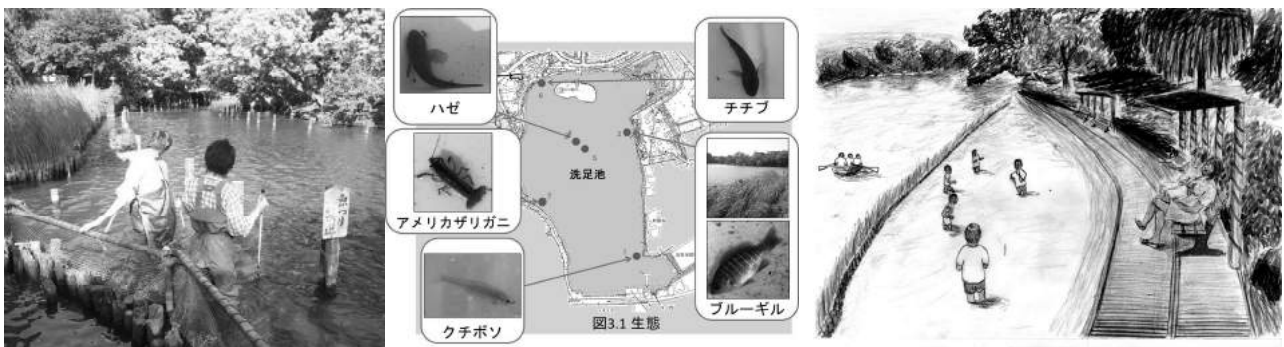 ハゼ
チチブ
洗足池
アメリカザリガニ
クチボソ
ブルーギル
図3.1 生態